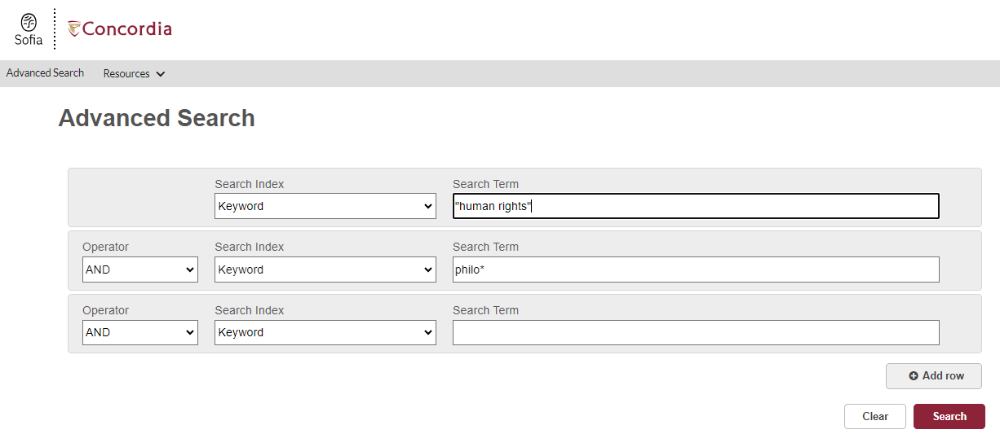 Sofia
Concordia
Advanced Search Resources
Advanced Search
Search Index Search Term
Keyword "human rights"
Operator Search Index Search Term
AND Keyword philo*
Operator Search Index Search Term
AND Keyword
Add row
Clear Search